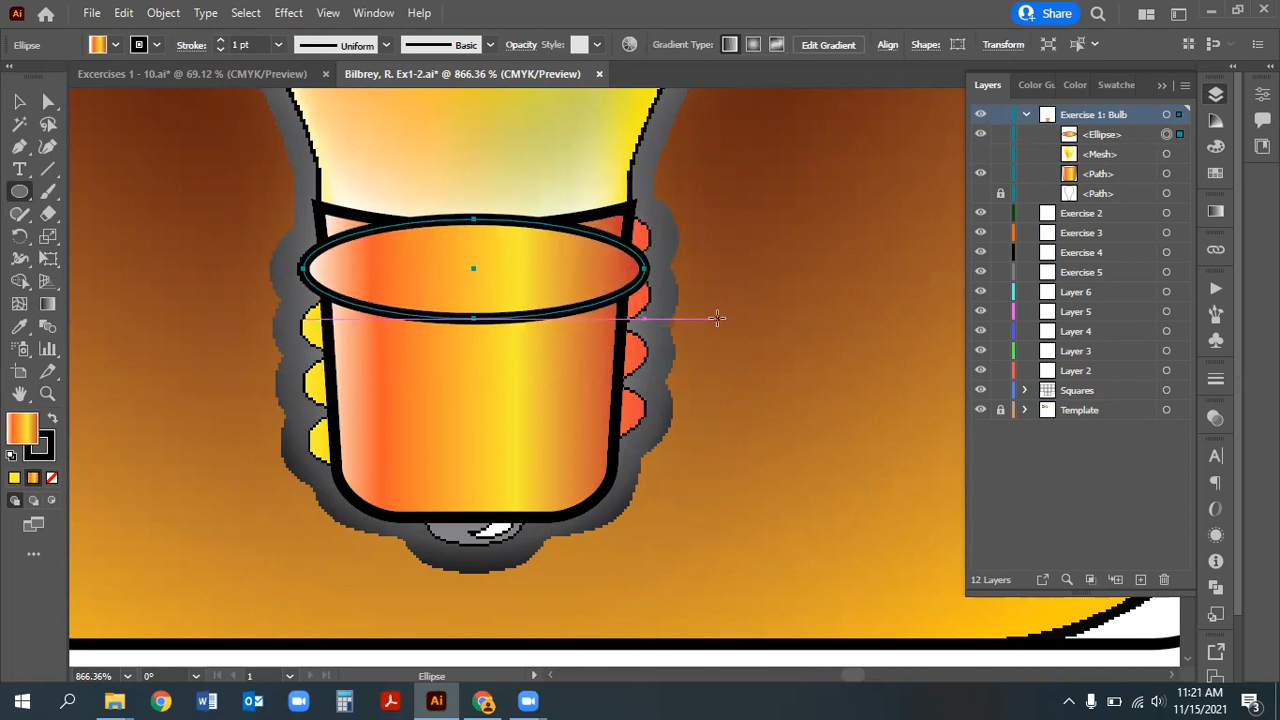 Ai File Edit Object Type Select Effect View Window Help Share
Ellipse Stroke: 1 pt Uniform Basic Opacity Style: Gradient Type: Edit Gradient Align Shape: Transform
Excercises 1 - 10.ai* @ 69.12 % (CMYK/Preview) × Bilbrey, R. Ex1-2.ai* @ 866.36 % (CMYK/Preview) ×
Layers Color Gu Color Swatche
Exercise 1: Bulb
<Ellipse>
<Mesh>
<Path>
<Path>
Exercise 2
Exercise 3
Exercise 4
Exercise 5
Layer 6
Layer 5
Layer 4
Layer 3
Layer 2
Squares
Template
12 Layers
866.36% 0° 1 Ellipse
11:21 AM
11/15/2021
3